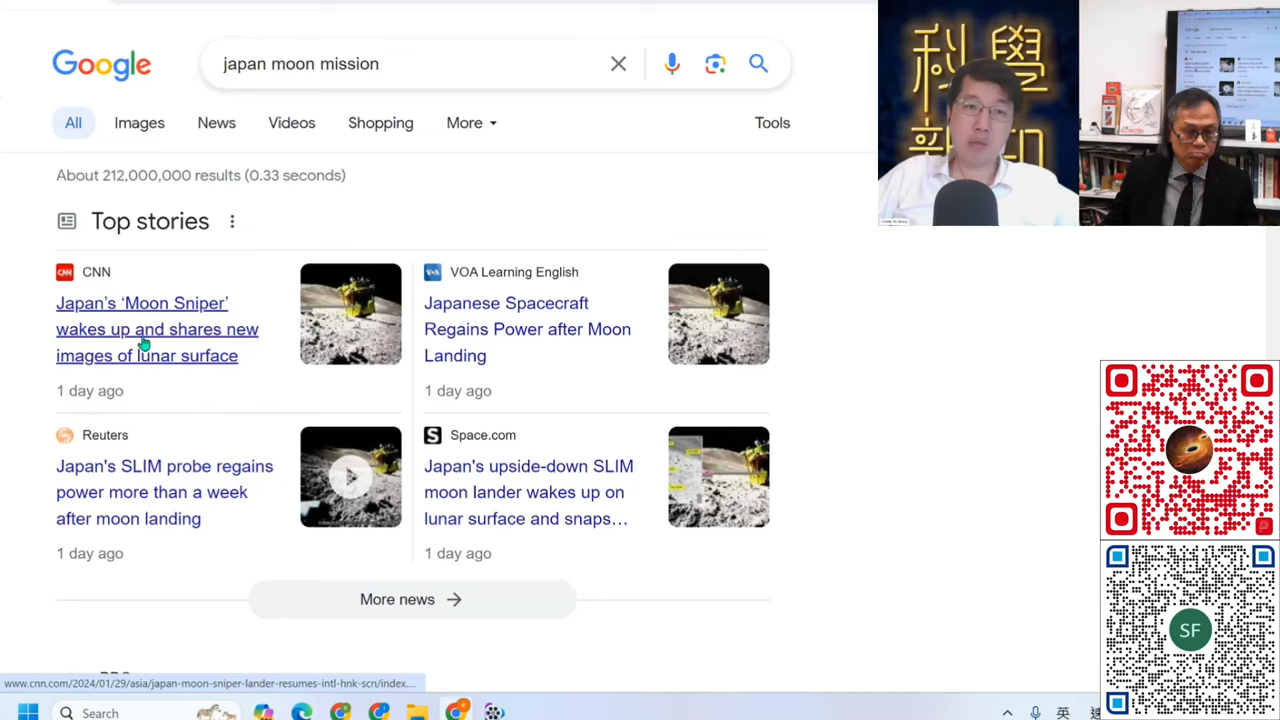 Google
japan moon mission
All
Images
News
Videos
Shopping
More
Tools
About 212,000,000 results (0.33 seconds)
Top stories
CNN
CNN
Japan's ‘Moon Sniper’
wakes up and shares new
images of lunar surface
1 day ago
VOA
VOA Learning English
Japanese Spacecraft
Regains Power after Moon
Landing
1 day ago
Reuters
Japan's SLIM probe regains
power more than a week
after moon landing
1 day ago
S
Space.com
Japan's upside-down SLIM
moon lander wakes up on
lunar surface and snaps…
1 day ago
More news
www.cnn.com/2024/01/29/asia/japan-moon-sniper-lander-resumes-intl-hnk-scn/index....
Search
英
科學
新知
SF